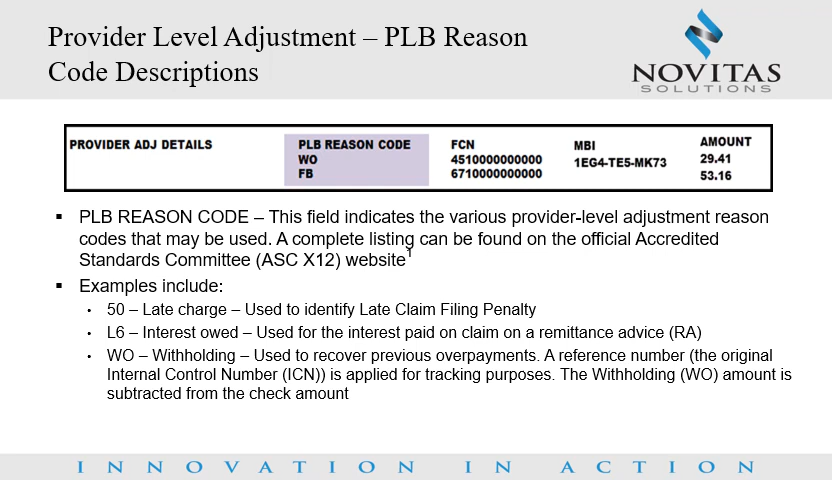 Provider Level Adjustment – PLB Reason
Code Descriptions
NOVITAS
SOLUTIONS
PROVIDER ADJ DETAILS PLB REASON CODE FCN MBI AMOUNT
WO 4510000000000 1EG4-TE5-MK73 29.41
FB 6710000000000 53.16
▪ PLB REASON CODE – This field indicates the various provider-level adjustment reason
codes that may be used. A complete listing can be found on the official Accredited
Standards Committee (ASC X12) website¹
▪ Examples include:
• 50 – Late charge – Used to identify Late Claim Filing Penalty
• L6 – Interest owed – Used for the interest paid on claim on a remittance advice (RA)
• WO – Withholding – Used to recover previous overpayments. A reference number (the original
Internal Control Number (ICN)) is applied for tracking purposes. The Withholding (WO) amount is
subtracted from the check amount
INNOVATION IN ACTION